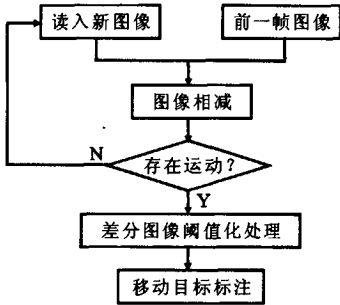 读入新图像
前一帧图像
图像相减
N
存在运动？
Y
差分图像阈值化处理
移动目标标注